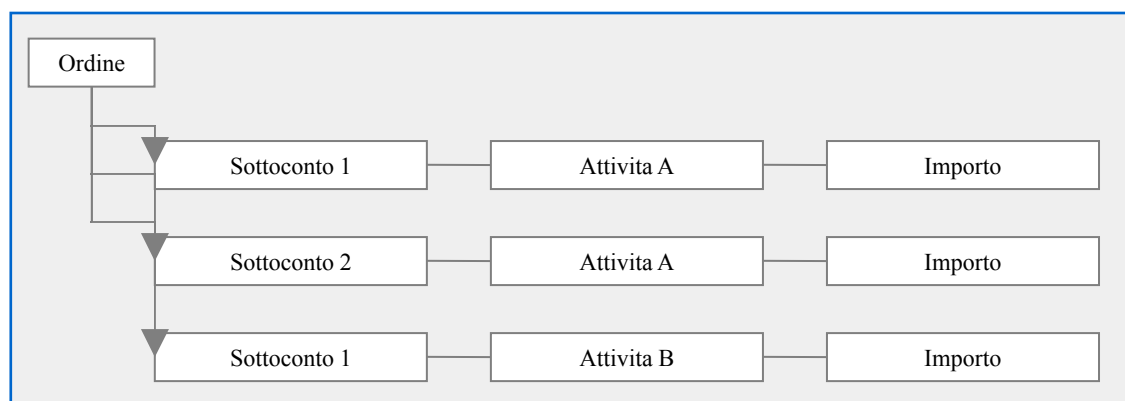 Ordine
Sottoconto 1 Attivita A Importo
Sottoconto 2 Attivita A Importo
Sottoconto 1 Attivita B Importo